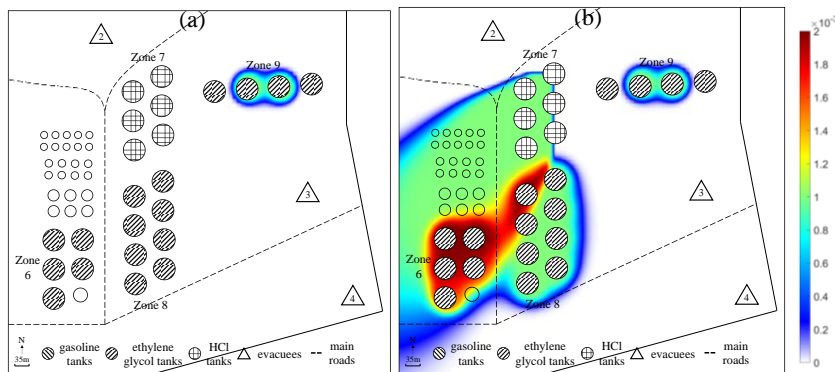 (a)
2
Zone 7
Zone 9
3
Zone
6
Zone 8
4
N
35m
gasoline
tanks
ethylene
glycol tanks
HCl
tanks
evacuees
main
roads
(b)
2
Zone 7
Zone 9
3
Zone
6
Zone 8
4
N
35m
gasoline
tanks
ethylene
glycol tanks
HCl
tanks
evacuees
main
roads
×10⁻³
2
1.8
1.6
1.4
1.2
1
0.8
0.6
0.4
0.2
0